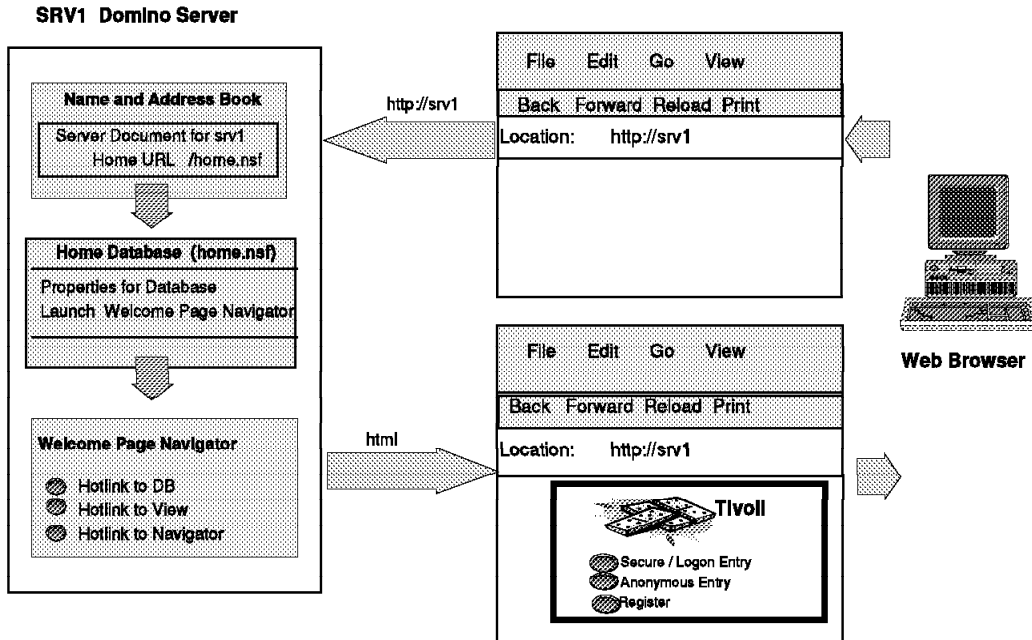 SRV1 Domino Server
Name and Address Book
Server Document for srv1
Home URL /home.nsf
Home Database (home.nsf)
Properties for Database
Launch Welcome Page Navigator
Welcome Page Navigator
Hotlink to DB
Hotlink to View
Hotlink to Navigator
http://srv1
html
File Edit Go View
Back Forward Reload Print
Location: http://srv1
File Edit Go View
Back Forward Reload Print
Location: http://srv1
Tivoli
Secure / Logon Entry
Anonymous Entry
Register
Web Browser